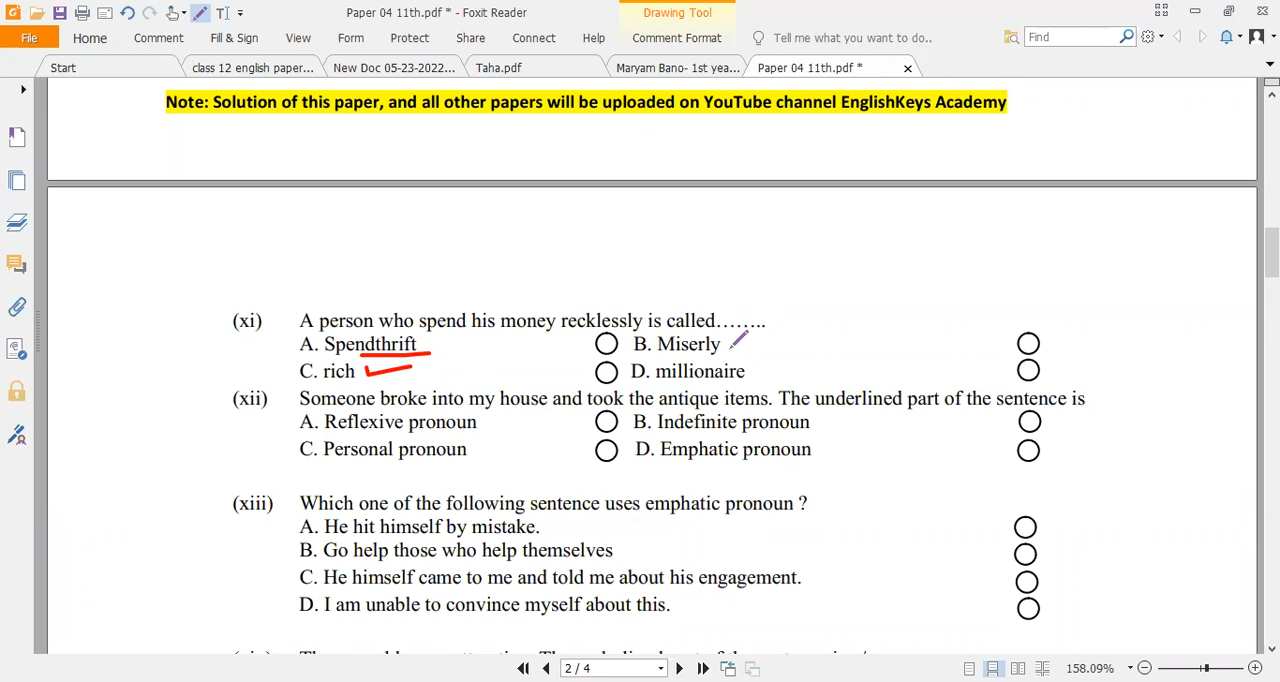 Paper 04 11th.pdf * - Foxit Reader
Drawing Tool
File Home Comment Fill & Sign View Form Protect Share Connect Help Comment Format Tell me what you want to do.. Find
Start class 12 english paper... New Doc 05-23-2022... Taha.pdf Maryam Bano- 1st yea... Paper 04 11th.pdf *
Note: Solution of this paper, and all other papers will be uploaded on YouTube channel EnglishKeys Academy
(xi) A person who spend his money recklessly is called……..
A. Spendthrift B. Miserly
C. rich D. millionaire
(xii) Someone broke into my house and took the antique items. The underlined part of the sentence is
A. Reflexive pronoun B. Indefinite pronoun
C. Personal pronoun D. Emphatic pronoun
(xiii) Which one of the following sentence uses emphatic pronoun ?
A. He hit himself by mistake.
B. Go help those who help themselves
C. He himself came to me and told me about his engagement.
D. I am unable to convince myself about this.
2 / 4 158.09%